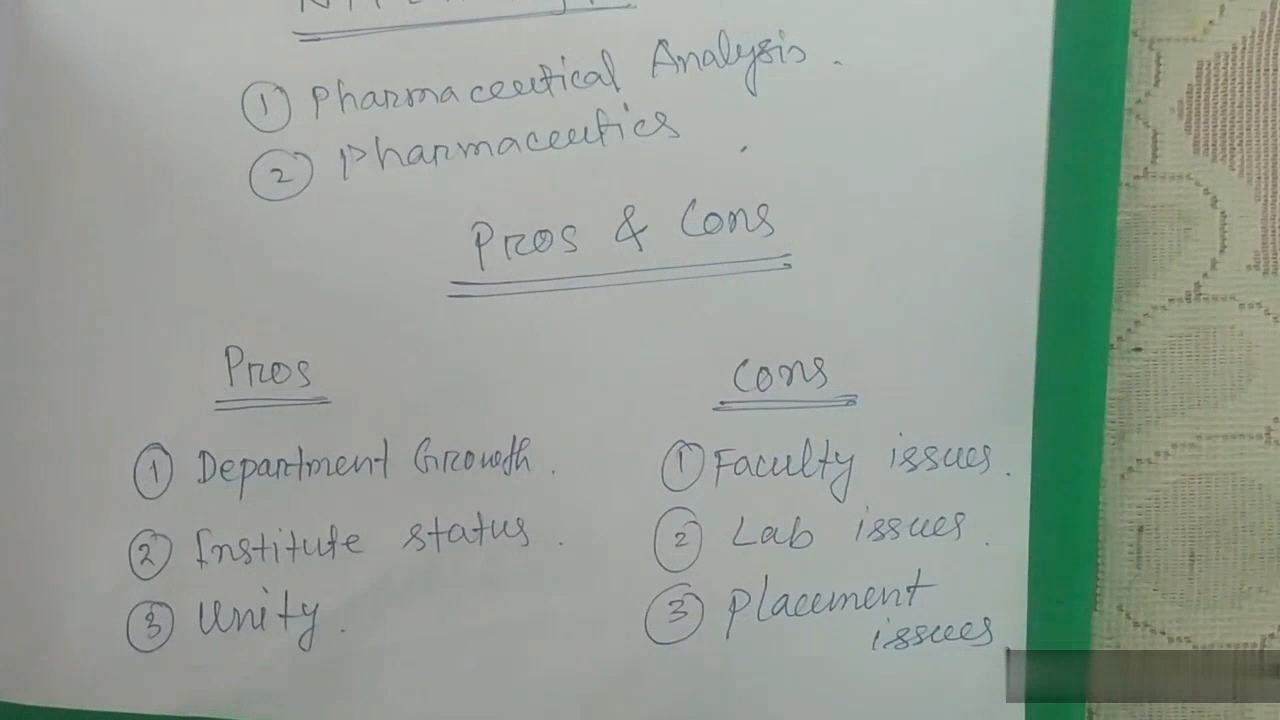 ① Pharmaceutical Analysis.
② Pharmaceutics
Pros & Cons
Pros
① Department Growth.
② Institute status.
③ Unity.
Cons
① Faculty issues.
② Lab issues.
③ Placement
issues